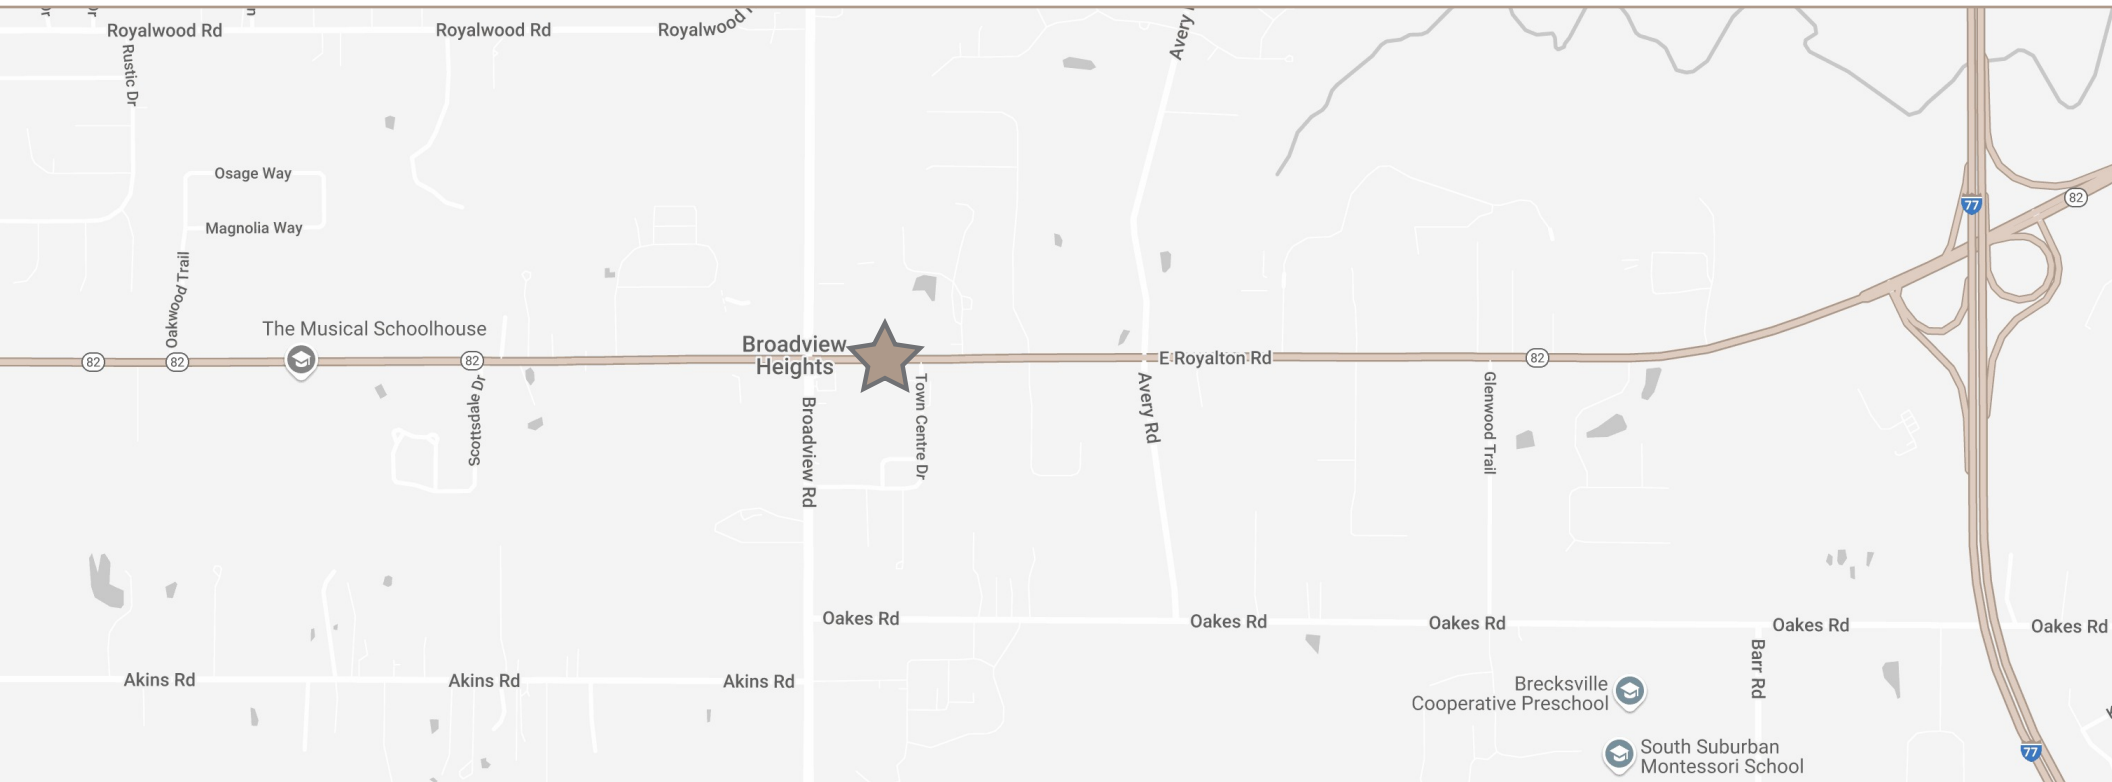 Royalwood Rd
Royalwood Rd
Royalwood
Avery
Rustic Dr
Osage Way
Magnolia Way
77
82
Oakwood Trail
The Musical Schoolhouse
Broadview
Heights
82
82
82
E Royalton Rd
82
Scottsdale Dr
Broadview Rd
Town Centre Dr
Avery Rd
Glenwood Trail
Oakes Rd
Oakes Rd
Oakes Rd
Oakes Rd
Oakes Rd
Akins Rd
Akins Rd
Akins Rd
Barr Rd
Brecksville
Cooperative Preschool
South Suburban
Montessori School
77